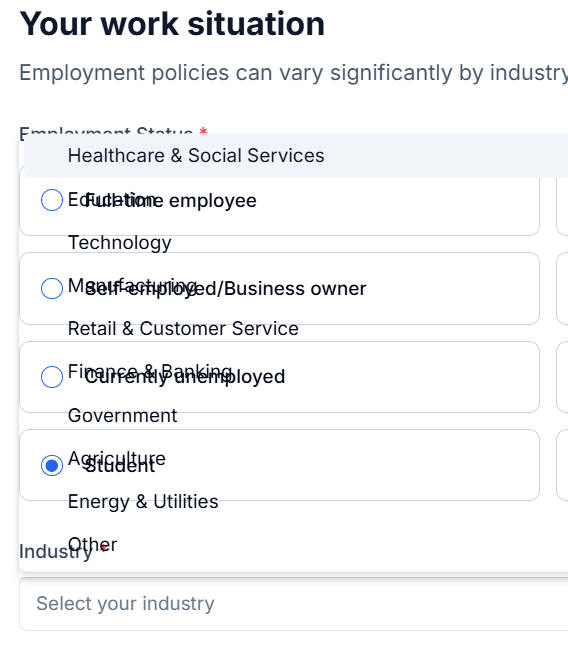 Your work situation
Employment policies can vary significantly by industry
Employment Status *
Healthcare & Social Services
Education
Full-time employee
Technology
Manufacturing
Self-employed/Business owner
Retail & Customer Service
Finance & Banking
Currently unemployed
Government
Agriculture
Student
Energy & Utilities
Other
Industry *
Select your industry